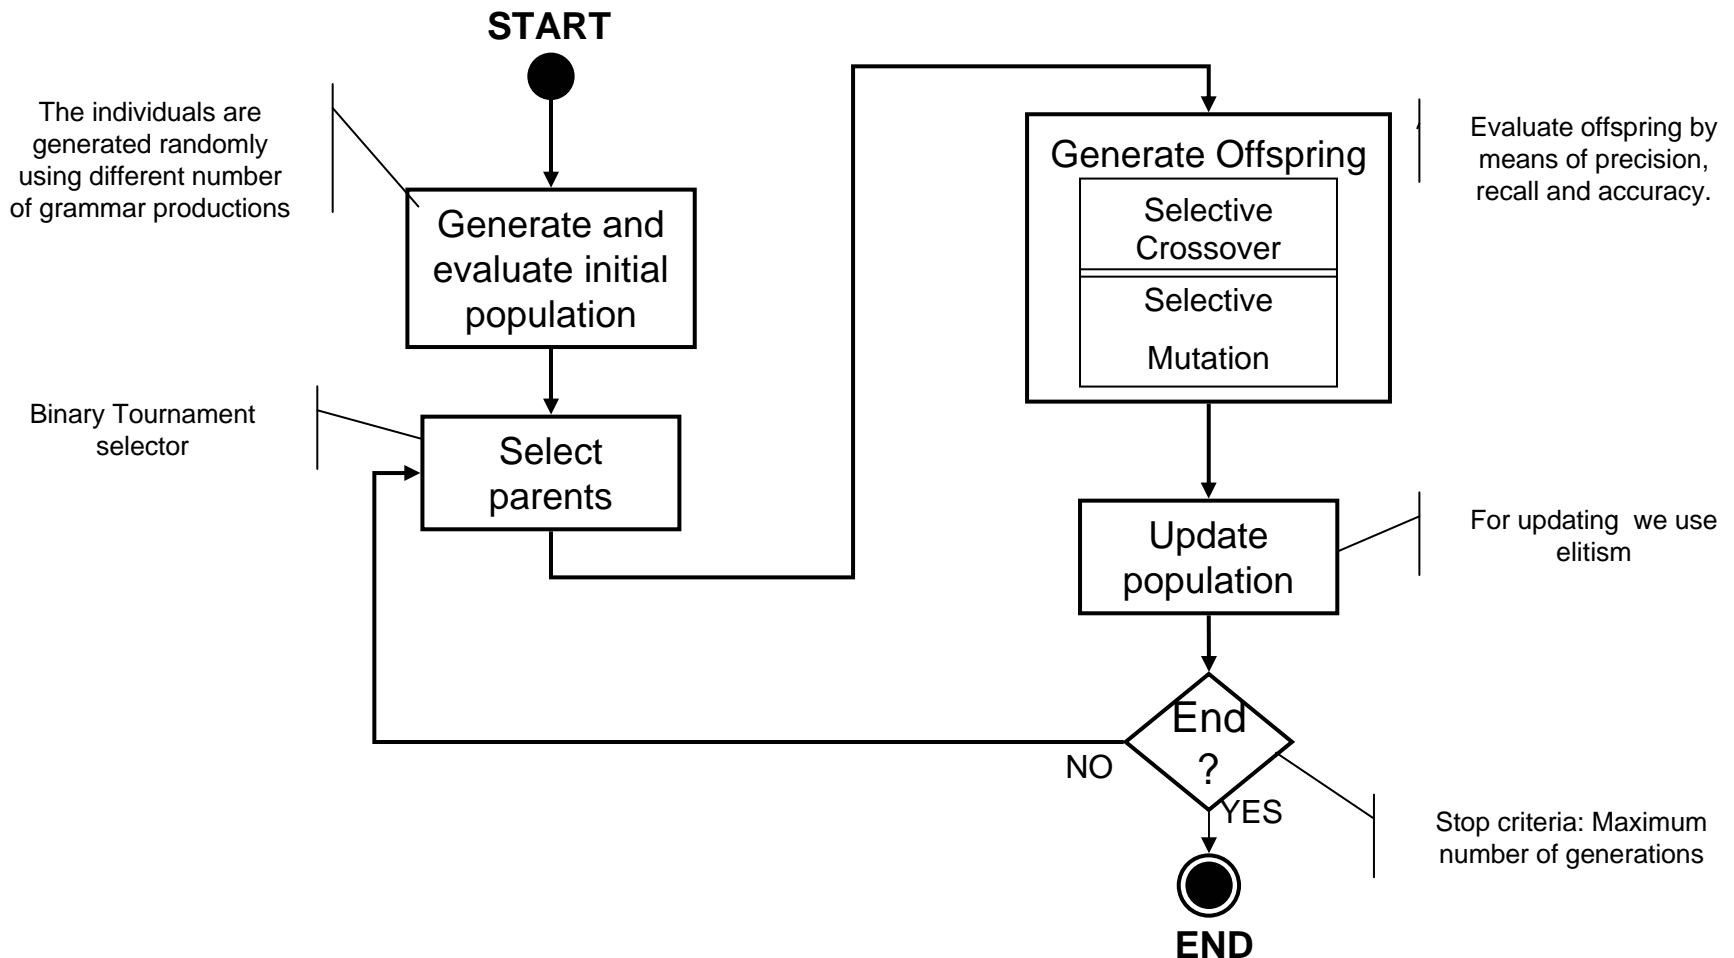 START
The individuals are
generated randomly
using different number
of grammar productions
Generate and
evaluate initial
population
Binary Tournament
selector
Select
parents
Generate Offspring
Selective
Crossover
Selective
Mutation
Evaluate offspring by
means of precision,
recall and accuracy.
Update
population
For updating we use
elitism
End
?
NO
YES
Stop criteria: Maximum
number of generations
END